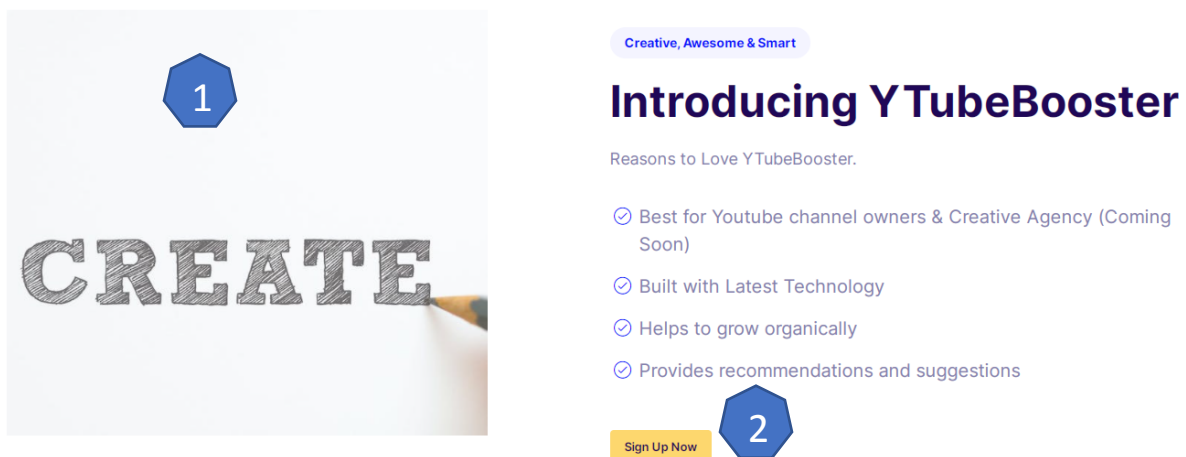 1
CREATE
Creative, Awesome & Smart
Introducing YTubeBooster
Reasons to Love YTubeBooster.
Best for Youtube channel owners & Creative Agency (Coming
Soon)
Built with Latest Technology
Helps to grow organically
Provides recommendations and suggestions
2
Sign Up Now